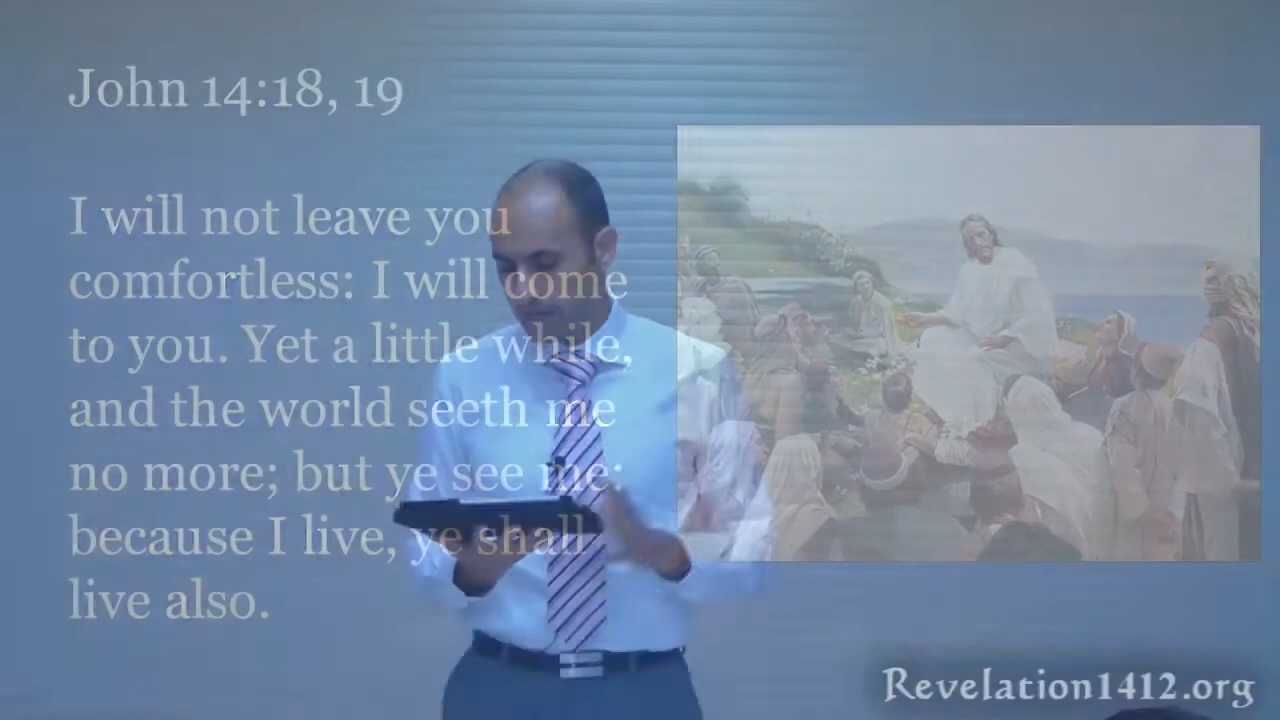 John 14:18, 19
I will not leave you
comfortless: I will come
to you. Yet a little while,
and the world seeth me
no more; but ye see me:
because I live, ye shall
live also.
Revelation1412.org